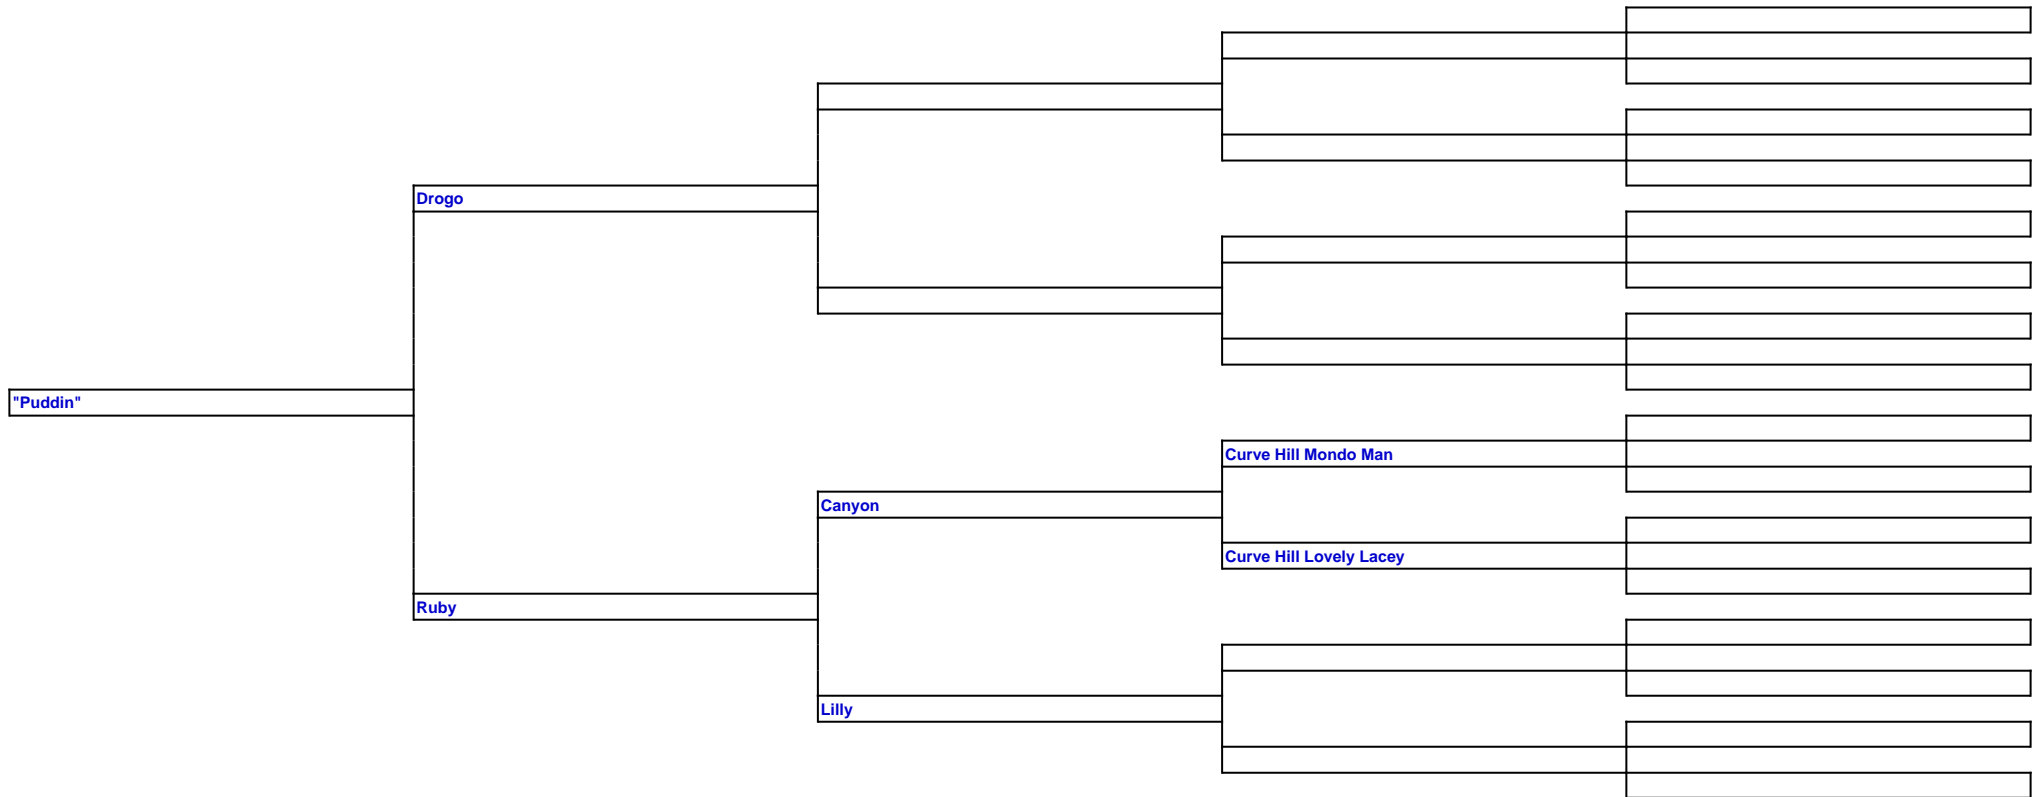 Drogo
"Puddin"
Curve Hill Mondo Man
Canyon
Curve Hill Lovely Lacey
Ruby
Lilly